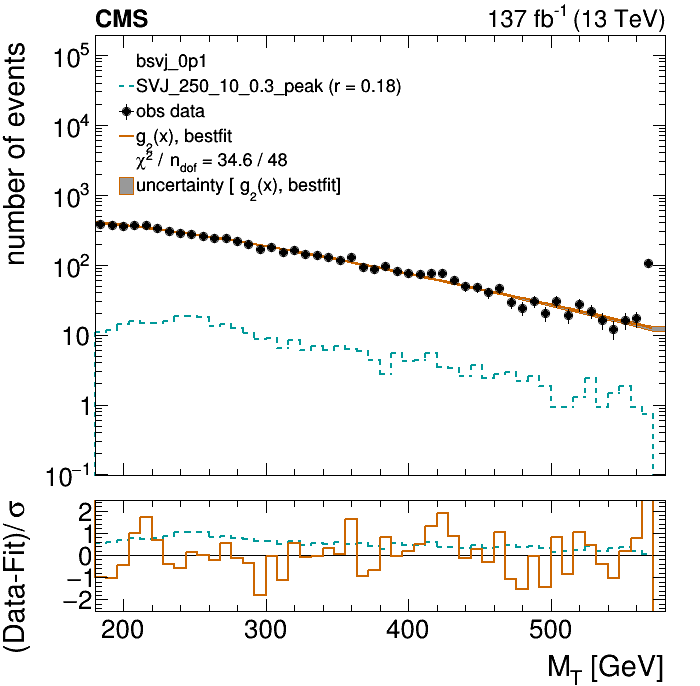 CMS 137 fb⁻¹ (13 TeV)
number of events
10⁵
10⁴
10³
10²
10
1
10⁻¹
bsvj_0p1
SVJ_250_10_0.3_peak (r = 0.18)
obs data
g₂(x), bestfit
χ² / n_dof = 34.6 / 48
uncertainty [ g₂(x), bestfit]
(Data-Fit)/ σ
2
1
0
−1
−2
200 300 400 500
M_T [GeV]